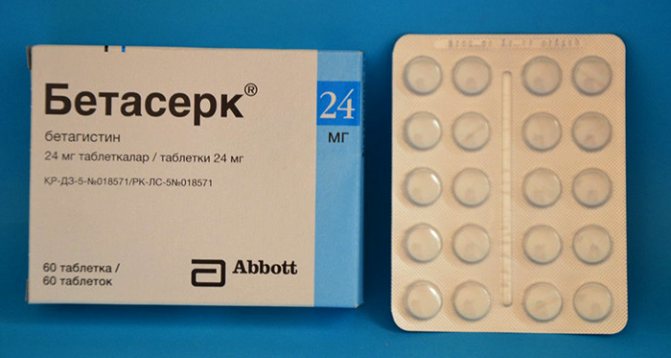 Бетасерк®
24
мг
бетагистин
24 мг таблеткалар / таблетки 24 мг
ҚР-ДЗ-5-№018571/РК-ЛС-5№018571
60 таблетка /
60 таблеток
Abbott